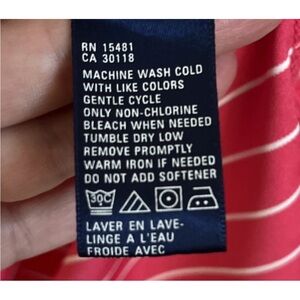 RN 15481
CA 30118
MACHINE WASH COLD
WITH LIKE COLORS
GENTLE CYCLE
ONLY NON-CHLORINE
BLEACH WHEN NEEDED
TUMBLE DRY LOW
REMOVE PROMPTLY
WARM IRON IF NEEDED
DO NOT ADD SOFTENER
30C
LAVER EN LAVE-
LINGE A L'EAU
FROIDE AVEC